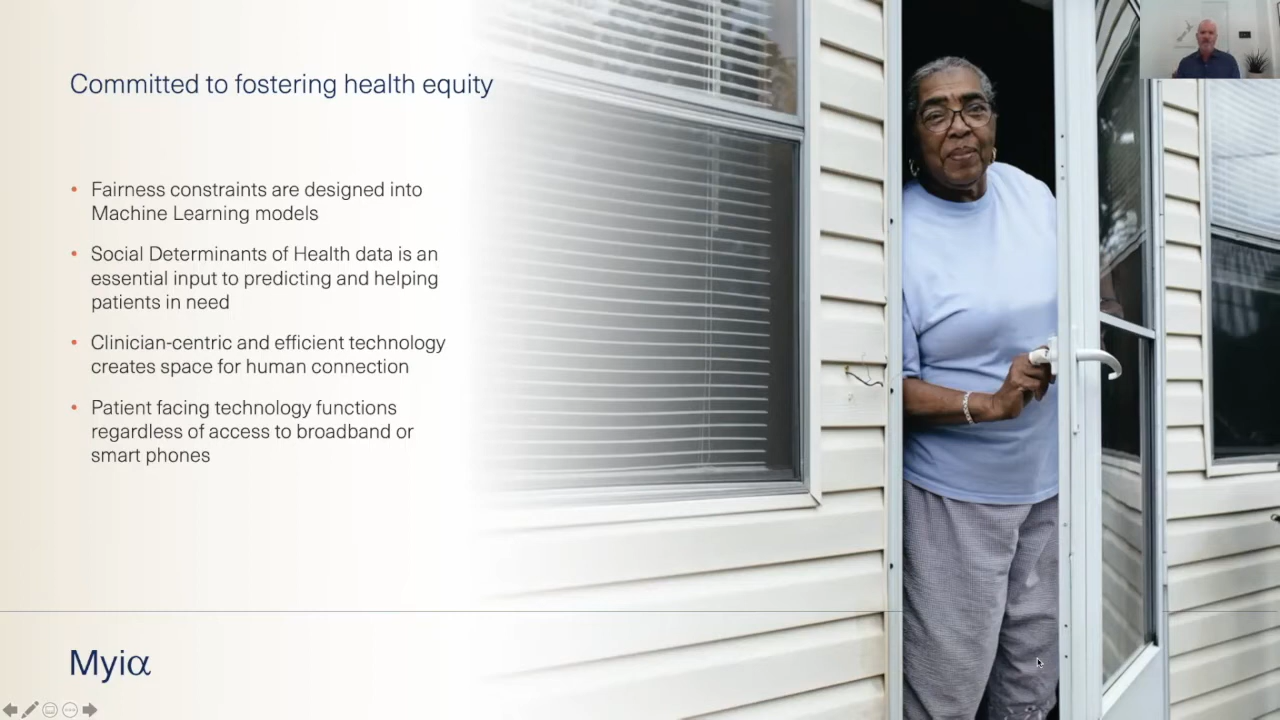 Committed to fostering health equity
• Fairness constraints are designed into
Machine Learning models
• Social Determinants of Health data is an
essential input to predicting and helping
patients in need
• Clinician-centric and efficient technology
creates space for human connection
• Patient facing technology functions
regardless of access to broadband or
smart phones
Myiα